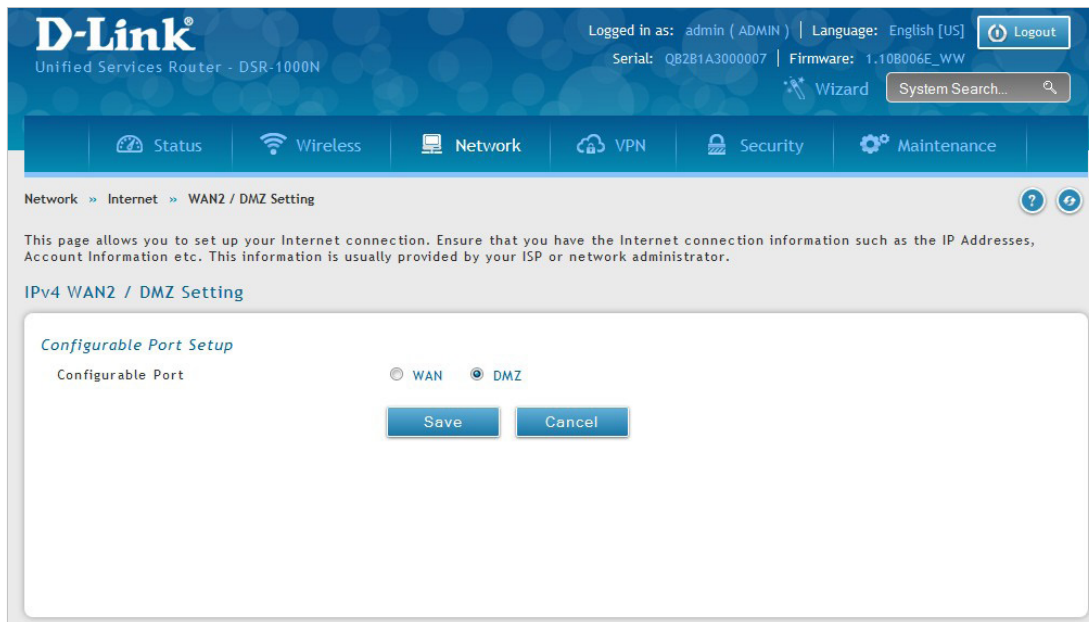 D-Link®
Unified Services Router - DSR-1000N
Logged in as: admin ( ADMIN ) | Language: English [US]
Logout
Serial: QB2B1A3000007 | Firmware: 1.10B006E_WW
Wizard
System Search...
Status
Wireless
Network
VPN
Security
Maintenance
Network » Internet » WAN2 / DMZ Setting
?
This page allows you to set up your Internet connection. Ensure that you have the Internet connection information such as the IP Addresses,
Account Information etc. This information is usually provided by your ISP or network administrator.
IPv4 WAN2 / DMZ Setting
Configurable Port Setup
Configurable Port WAN DMZ
Save Cancel